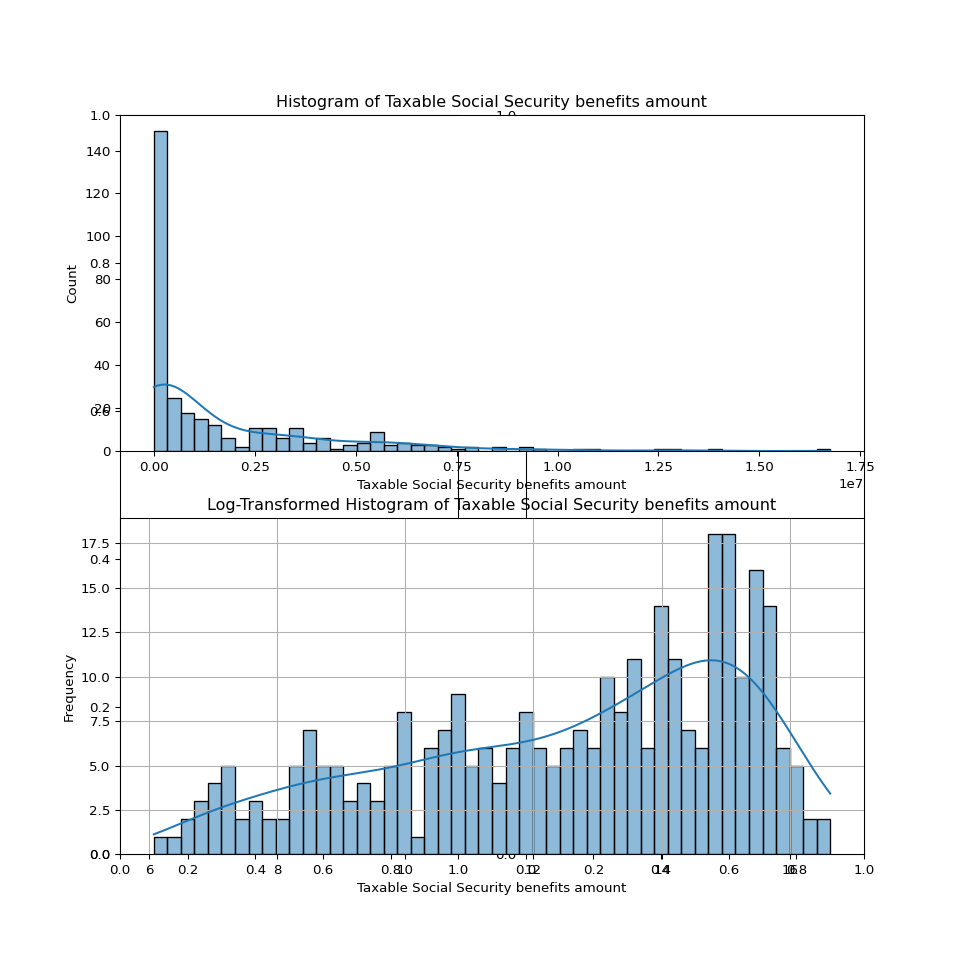 Histogram of Taxable Social Security benefits amount
1.0
1.0
140
120
100
0.8
80
60
40
20
0.6
0
Count
0.00 0.25 0.50 0.75 1.00 1.25 1.50 1.75
1e7
Taxable Social Security benefits amount
Log-Transformed Histogram of Taxable Social Security benefits amount
17.5
0.4
15.0
12.5
10.0
0.2
7.5
5.0
2.5
0.0
Frequency
0.0 6 0.2 0.4 8 0.6 0.8 10 1.0 0.0 12 0.2 0.4 14 0.6 0.8 16 1.0
0.0
Taxable Social Security benefits amount